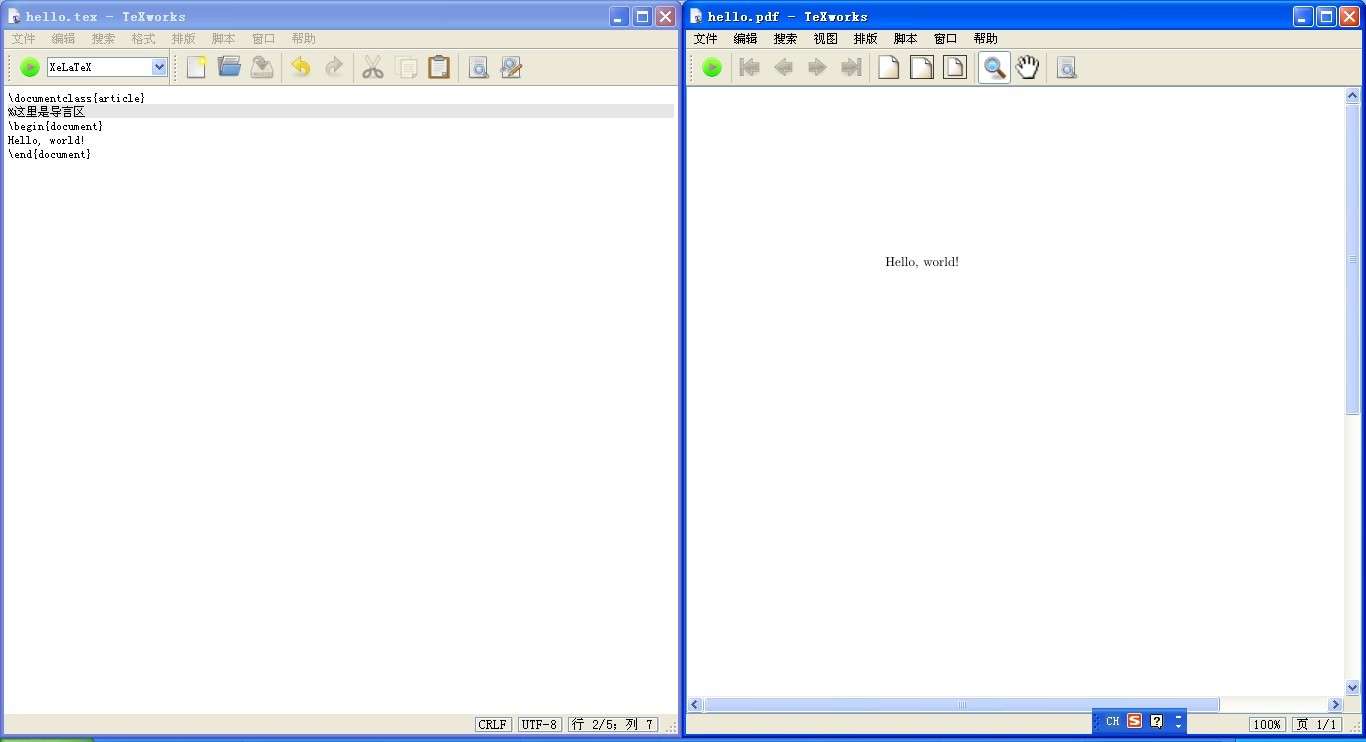 hello.tex - TeXworks
文件 编辑 搜索 格式 排版 脚本 窗口 帮助
XeLaTeX
\documentclass{article}
%这里是导言区
\begin{document}
Hello, world!
\end{document}
CRLF UTF-8 行 2/5; 列 7
hello.pdf - TeXworks
文件 编辑 搜索 视图 排版 脚本 窗口 帮助
Hello, world!
CH S ?
100% 页 1/1